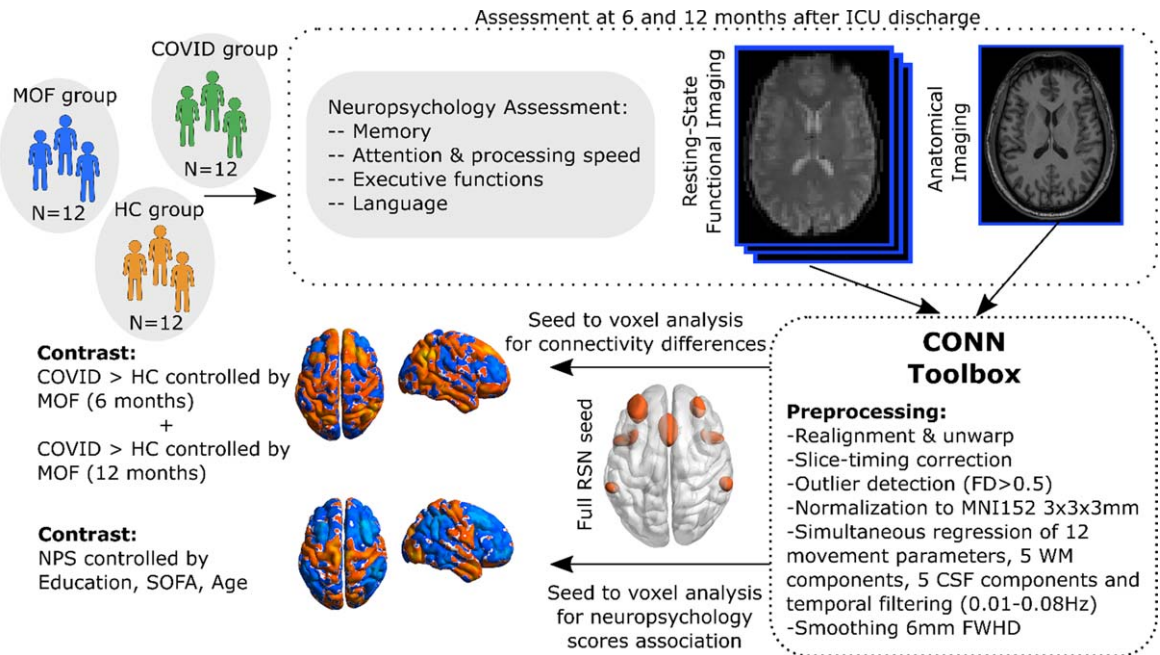 Assessment at 6 and 12 months after ICU discharge
COVID group
N=12
MOF group
N=12
HC group
N=12
Neuropsychology Assessment:
-- Memory
-- Attention & processing speed
-- Executive functions
-- Language
Resting-State
Functional Imaging
Anatomical
Imaging
CONN
Toolbox
Preprocessing:
-Realignment & unwarp
-Slice-timing correction
-Outlier detection (FD>0.5)
-Normalization to MNI152 3x3x3mm
-Simultaneous regression of 12
movement parameters, 5 WM
components, 5 CSF components and
temporal filtering (0.01-0.08Hz)
-Smoothing 6mm FWHD
Seed to voxel analysis
for connectivity differences
Full RSN seed
Seed to voxel analysis
for neuropsychology
scores association
Contrast:
COVID > HC controlled by
MOF (6 months)
+
COVID > HC controlled by
MOF (12 months)
Contrast:
NPS controlled by
Education, SOFA, Age